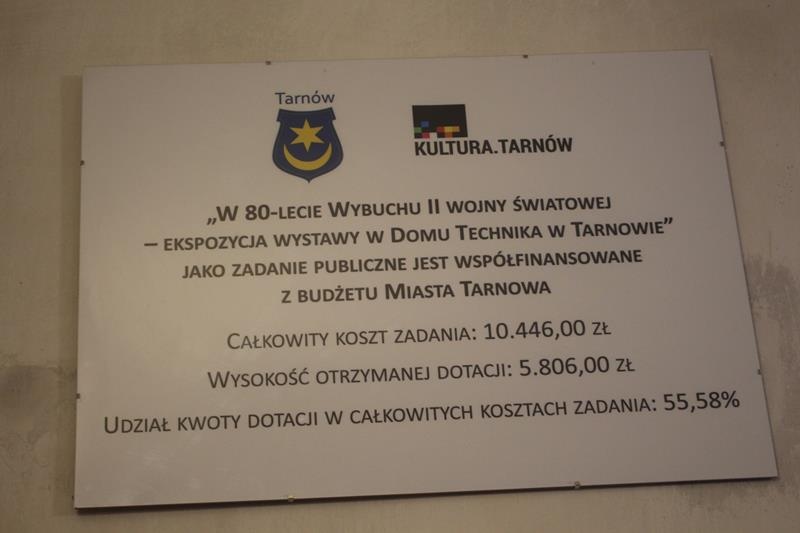 Tarnów
KULTURA.TARNÓW
„W 80-LECIE WYBUCHU II WOJNY ŚWIATOWEJ
– EKSPOZYCJA WYSTAWY W DOMU TECHNIKA W TARNOWIE”
JAKO ZADANIE PUBLICZNE JEST WSPÓŁFINANSOWANE
Z BUDŻETU MIASTA TARNOWA
CAŁKOWITY KOSZT ZADANIA: 10.446,00 ZŁ
WYSOKOŚĆ OTRZYMANEJ DOTACJI: 5.806,00 ZŁ
UDZIAŁ KWOTY DOTACJI W CAŁKOWITYCH KOSZTACH ZADANIA: 55,58%